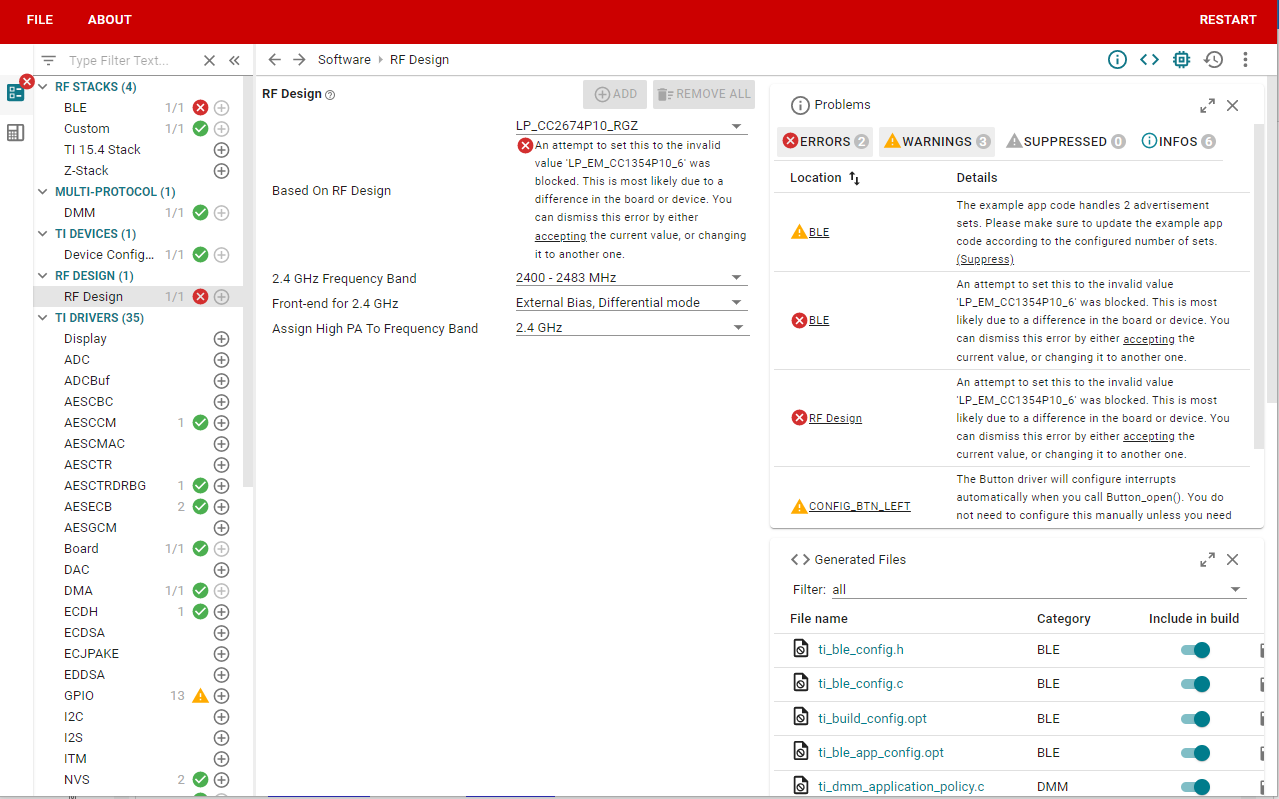 FILE ABOUT RESTART
Type Filter Text...
Software RF Design
RF STACKS (4)
BLE 1/1
Custom 1/1
TI 15.4 Stack
Z-Stack
MULTI-PROTOCOL (1)
DMM 1/1
TI DEVICES (1)
Device Config... 1/1
RF DESIGN (1)
RF Design 1/1
TI DRIVERS (35)
Display
ADC
ADCBuf
AESCBC
AESCCM 1
AESCMAC
AESCTR
AESCTRDRBG 1
AESECB 2
AESGCM
Board 1/1
DAC
DMA 1/1
ECDH 1
ECDSA
ECJPAKE
EDDSA
GPIO 13
I2C
I2S
ITM
NVS 2
RF Design
ADD REMOVE ALL
Based On RF Design
LP_CC2674P10_RGZ
An attempt to set this to the invalid
value 'LP_EM_CC1354P10_6' was
blocked. This is most likely due to a
difference in the board or device. You
can dismiss this error by either
accepting the current value, or changing
it to another one.
2.4 GHz Frequency Band 2400 - 2483 MHz
Front-end for 2.4 GHz External Bias, Differential mode
Assign High PA To Frequency Band 2.4 GHz
Problems
ERRORS 2 WARNINGS 3 SUPPRESSED 0 INFOS 6
Location Details
BLE
The example app code handles 2 advertisement
sets. Please make sure to update the example app
code according to the configured number of sets.
(Suppress)
BLE
An attempt to set this to the invalid value
'LP_EM_CC1354P10_6' was blocked. This is most
likely due to a difference in the board or device. You
can dismiss this error by either accepting the
current value, or changing it to another one.
RF Design
An attempt to set this to the invalid value
'LP_EM_CC1354P10_6' was blocked. This is most
likely due to a difference in the board or device. You
can dismiss this error by either accepting the
current value, or changing it to another one.
CONFIG_BTN_LEFT
The Button driver will configure interrupts
automatically when you call Button_open(). You do
not need to configure this manually unless you need
Generated Files
Filter: all
File name Category Include in build
ti_ble_config.h BLE
ti_ble_config.c BLE
ti_build_config.opt BLE
ti_ble_app_config.opt BLE
ti_dmm_application_policy.c DMM